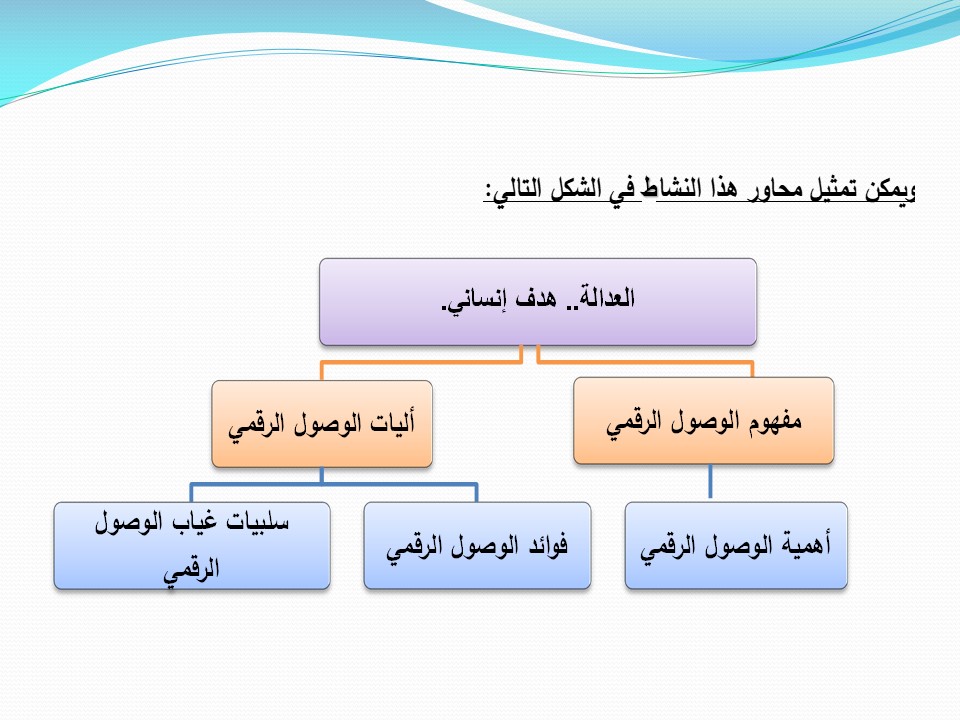 ويمكن تمثيل محاور هذا النشاط في الشكل التالي:
العدالة.. هدف إنساني.
مفهوم الوصول الرقمي
أليات الوصول الرقمي
أهمية الوصول الرقمي
فوائد الوصول الرقمي
سلبيات غياب الوصول
الرقمي